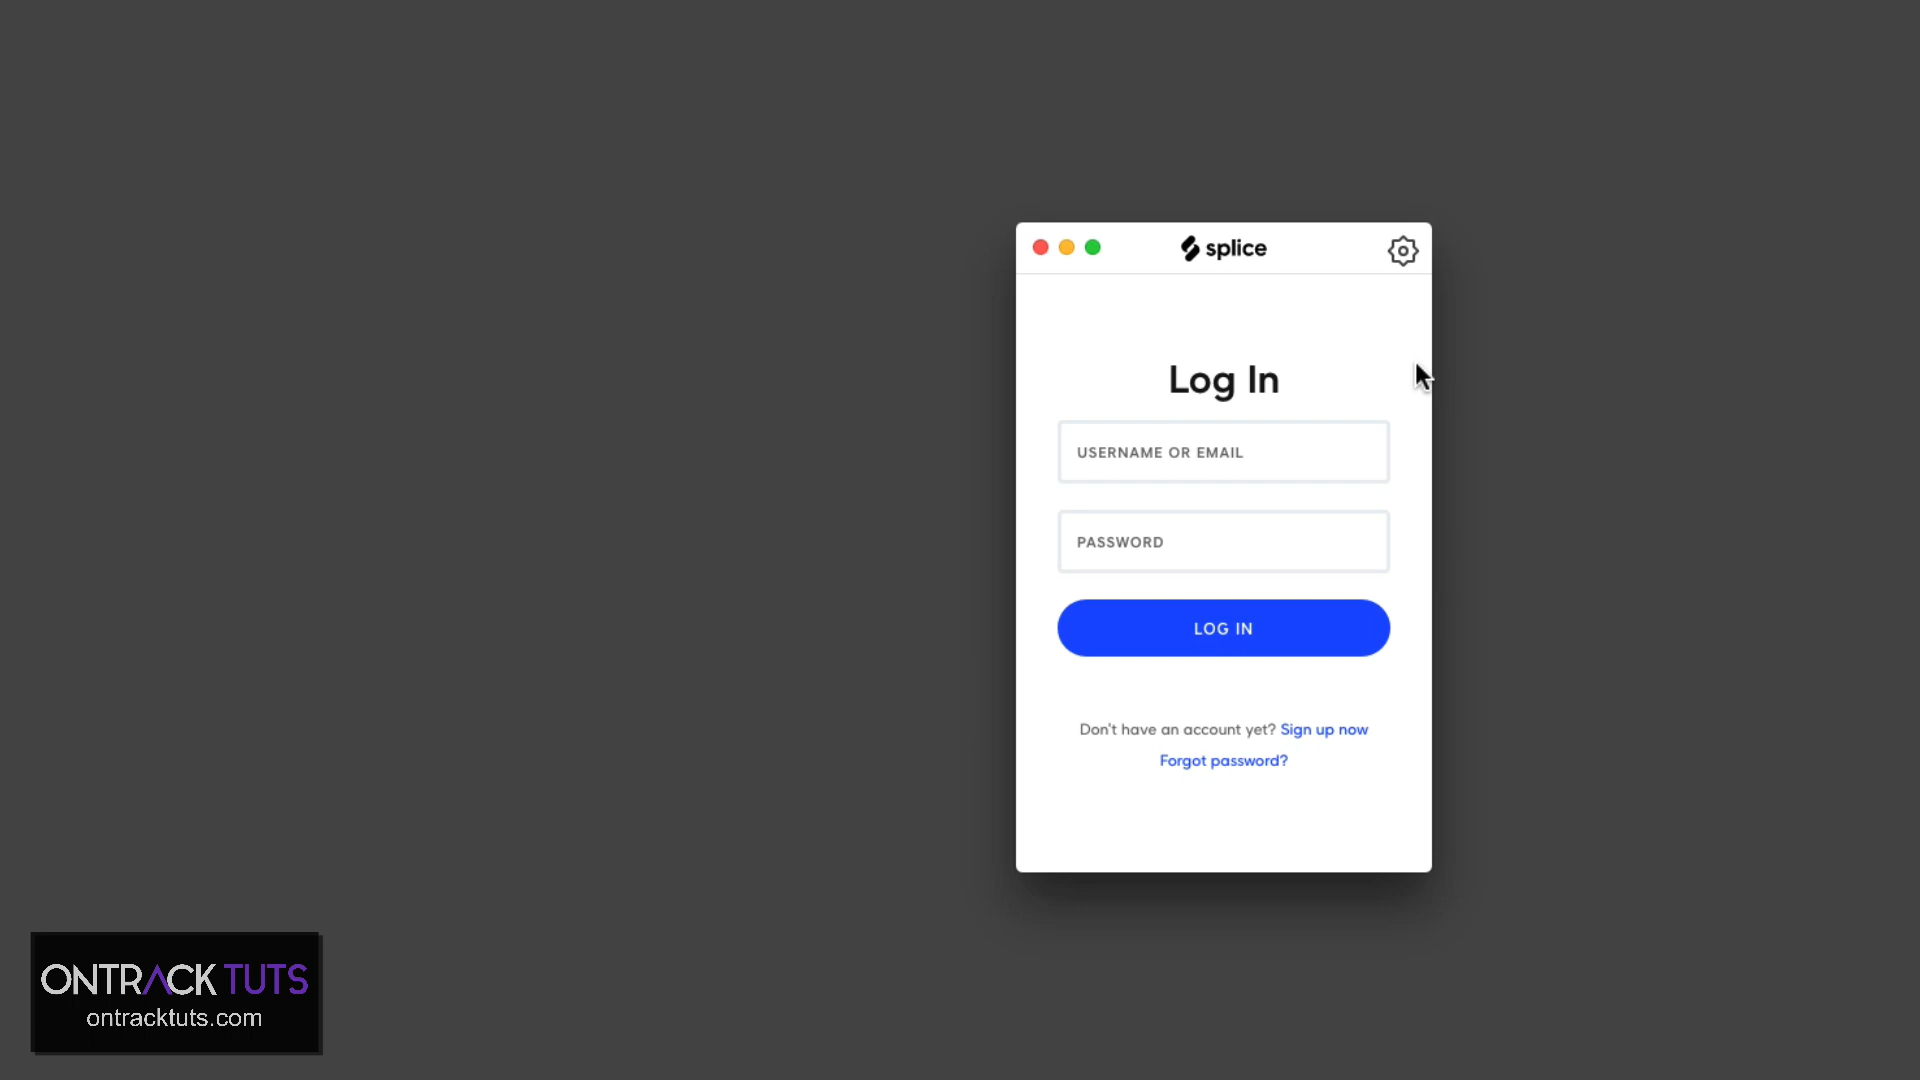 splice
Log In
USERNAME OR EMAIL
PASSWORD
LOG IN
Don't have an account yet? Sign up now
Forgot password?
ONTRACK TUTS
ontracktuts.com